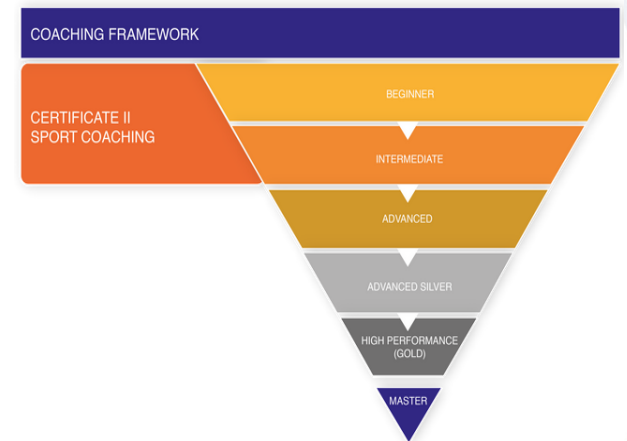 COACHING FRAMEWORK
CERTIFICATE II
SPORT COACHING
BEGINNER
INTERMEDIATE
ADVANCED
ADVANCED SILVER
HIGH PERFORMANCE
(GOLD)
MASTER